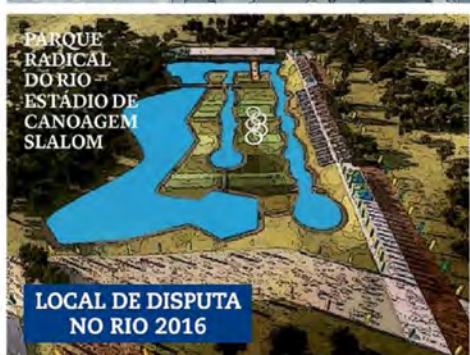 PARQUE
RADICAL
DO RIO
ESTÁDIO DE
CANOAGEM
SLALOM
LOCAL DE DISPUTA
NO RIO 2016